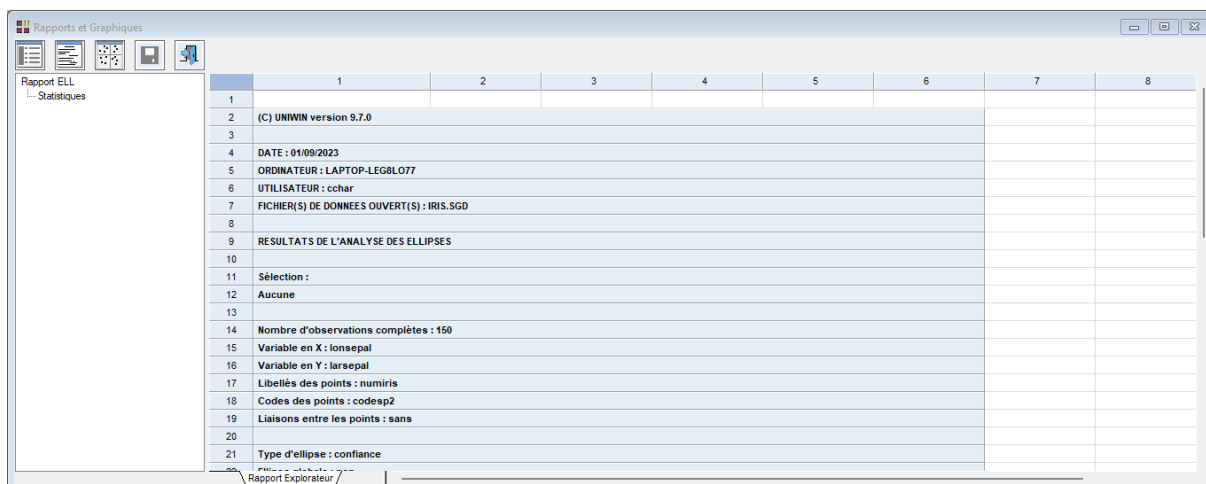 Rapports et Graphiques
Rapport ELL
Statistiques
1 2 3 4 5 6 7 8
1
2 (C) UNIWIN version 9.7.0
3
4 DATE : 01/09/2023
5 ORDINATEUR : LAPTOP-LEG8LO77
6 UTILISATEUR : cchar
7 FICHIER(S) DE DONNEES OUVERT(S) : IRIS.SGD
8
9 RESULTATS DE L'ANALYSE DES ELLIPSES
10
11 Sélection :
12 Aucune
13
14 Nombre d'observations complètes : 150
15 Variable en X : lonsepal
16 Variable en Y : larsepal
17 Libellés des points : numiris
18 Codes des points : codesp2
19 Liaisons entre les points : sans
20
21 Type d'ellipse : confiance
Rapport Explorateur